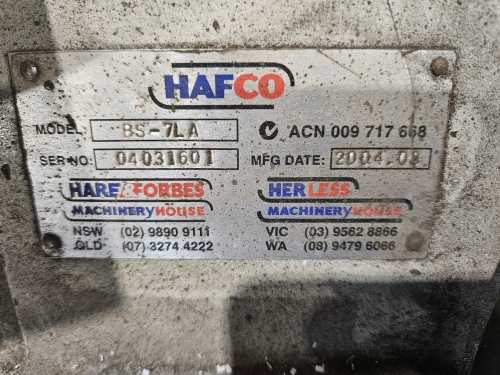 HAFCO
MODEL: BS-7LA
ACN 009 717 668
SER NO: 04031601 MFG DATE: 2004.03
HARE & FORBES HERLESS
MACHINERYHOUSE MACHINERYHOUSE
NSW (02) 9890 9111 VIC (03) 9562 8866
QLD (07) 3274 4222 WA (08) 9479 6066